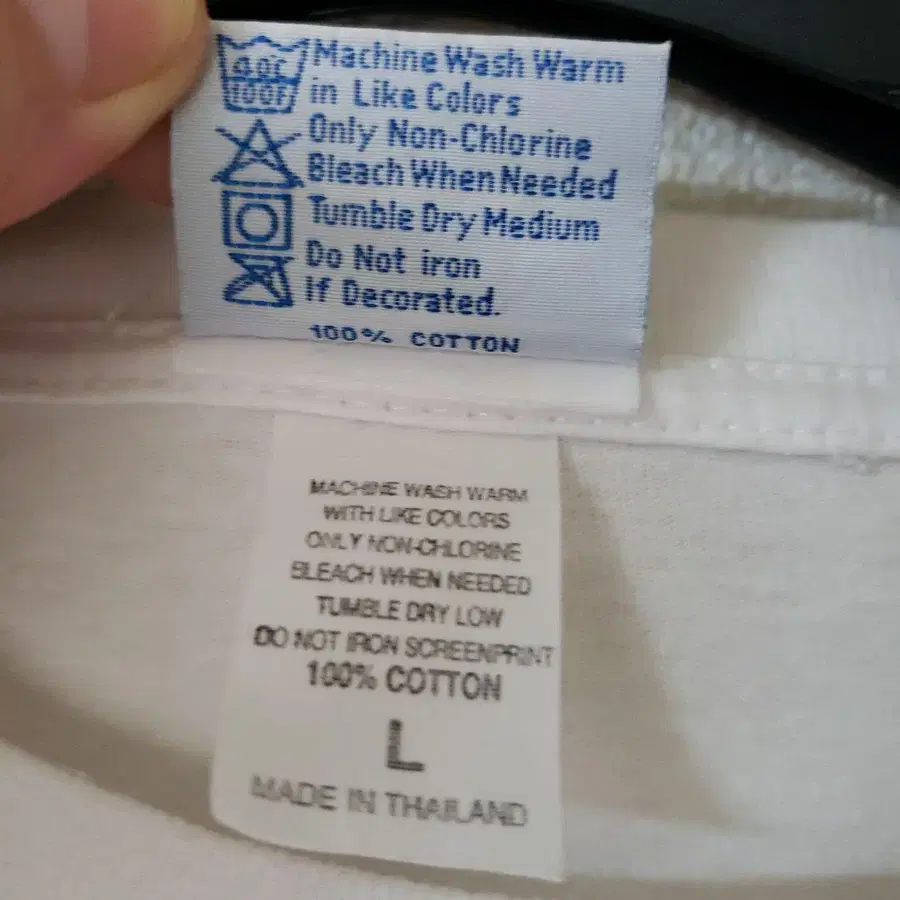 40C Machine Wash Warm
100F in Like Colors
Only Non-Chlorine
Bleach When Needed
Tumble Dry Medium
Do Not iron
If Decorated.
100% COTTON
MACHINE WASH WARM
WITH LIKE COLORS
ONLY NON-CHLORINE
BLEACH WHEN NEEDED
TUMBLE DRY LOW
DO NOT IRON SCREENPRINT
100% COTTON
L
MADE IN THAILAND